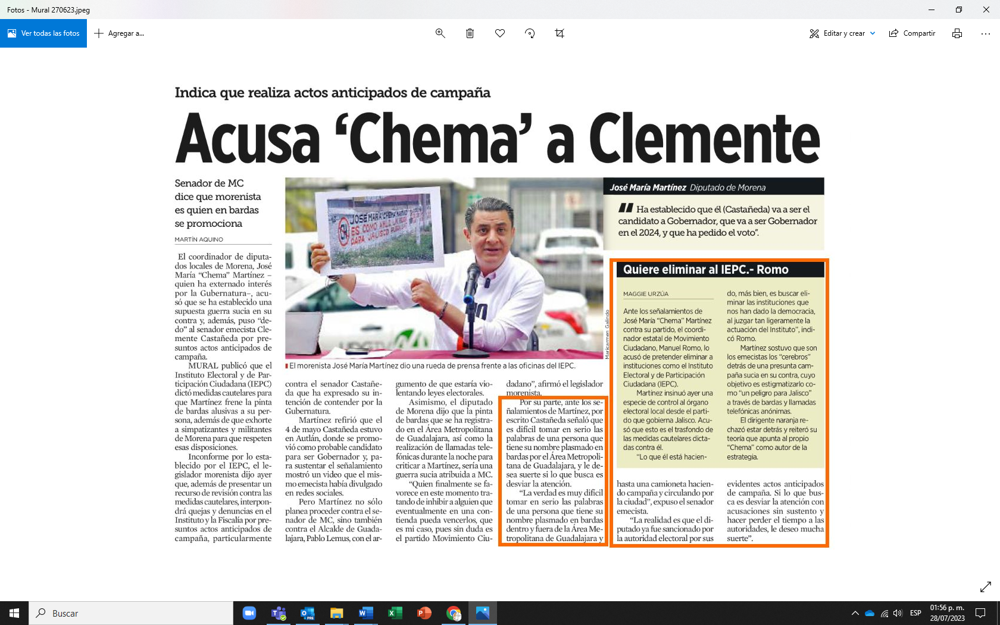 Fotos - Mural 270623.jpeg
Ver todas las fotos
Agregar a...
Editar y crear
Compartir
Indica que realiza actos anticipados de campaña
Acusa ‘Chema’ a Clemente
Senador de MC
dice que morenista
es quien en bardas
se promociona
MARTÍN AQUINO
El coordinador de diputa-
dos locales de Morena, José
María “Chema” Martínez –
quien ha externado interés
por la Gubernatura–, acu-
só que se ha establecido una
supuesta guerra sucia en su
contra y, además, puso “de-
do” al senador emecista Cle-
mente Castañeda por pre-
suntos actos anticipados de
campaña.
MURAL publicó que el
Instituto Electoral y de Par-
ticipación Ciudadana (IEPC)
dictó medidas cautelares para
que Martínez frene la pinta
de bardas alusivas a su per-
sona, además de que exhorte
a simpatizantes y militantes
de Morena para que respeten
esas disposiciones.
Inconforme por lo esta-
blecido por el IEPC, el le-
gislador morenista dijo ayer
que, además de presentar un
recurso de revisión contra las
medidas cautelares, interpon-
drá quejas y denuncias en el
Instituto y la Fiscalía por pre-
suntos actos anticipados de
campaña, particularmente
JOSE MARIA CHEMA MARTINEZ
ES COMO AMLO
PARA JALISCO
Maricarmen Galindo
El morenista José María Martínez dio una rueda de prensa frente a las oficinas del IEPC.
contra el senador Castañe-
da que ha expresado su in-
tención de contender por la
Gubernatura.
Martínez refirió que el
4 de mayo Castañeda estuvo
en Autlán, donde se promo-
vió como probable candidato
para ser Gobernador y, pa-
ra sustentar el señalamiento
mostró un video que el mis-
mo emecista había divulgado
en redes sociales.
Pero Martínez no sólo
planea proceder contra el se-
nador de MC, sino también
contra el Alcalde de Guada-
lajara, Pablo Lemus, con el ar-
gumento de que estaría vio-
lentando leyes electorales.
Asimismo, el diputado
de Morena dijo que la pinta
de bardas que se ha registra-
do en el Área Metropolitana
de Guadalajara, así como la
realización de llamadas tele-
fónicas durante la noche para
criticar a Martínez, sería una
guerra sucia atribuida a MC.
“Quien finalmente se fa-
vorece en este momento tra-
tando de inhibir a alguien que
eventualmente en una con-
tienda pueda vencerlos, que
es mi caso, pues sin duda es
el partido Movimiento Ciu-
dadano”, afirmó el legislador
morenista.
Por su parte, ante los se-
ñalamientos de Martínez, por
escrito Castañeda señaló que
es difícil tomar en serio las
palabras de una persona que
tiene su nombre plasmado en
bardas por el Área Metropoli-
tana de Guadalajara, y le de-
sea suerte si lo que busca es
desviar la atención.
“La verdad es muy difícil
tomar en serio las palabras
de una persona que tiene su
nombre plasmado en bardas
dentro y fuera de la Área Me-
tropolitana de Guadalajara y
José María Martínez Diputado de Morena
“Ha establecido que él (Castañeda) va a ser el
candidato a Gobernador, que va a ser Gobernador
en el 2024, y que ha pedido el voto”.
Quiere eliminar al IEPC.- Romo
MAGGIE URZÚA
Ante los señalamientos de
José María “Chema” Martínez
contra su partido, el coordi-
nador estatal de Movimiento
Ciudadano, Manuel Romo, lo
acusó de pretender eliminar a
instituciones como el Instituto
Electoral y de Participación
Ciudadana (IEPC).
Martínez insinuó ayer una
especie de control al órgano
electoral local desde el parti-
do que gobierna Jalisco. Acu-
só que esto es el trasfondo de
las medidas cautelares dicta-
das contra él.
“Lo que él está hacien-
do, más bien, es buscar eli-
minar las instituciones que
nos han dado la democracia,
al juzgar tan ligeramente la
actuación del Instituto”, indi-
có Romo.
Martínez sostuvo que son
los emecistas los “cerebros”
detrás de una presunta cam-
paña sucia en su contra, cuyo
objetivo es estigmatizarlo co-
mo “un peligro para Jalisco”
a través de bardas y llamadas
telefónicas anónimas.
El dirigente naranja re-
chazó estar detrás y reiteró su
teoría que apunta al propio
“Chema” como autor de la
estrategia.
hasta una camioneta hacien-
do campaña y circulando por
la ciudad”, expuso el senador
emecista.
“La realidad es que el di-
putado ya fue sancionado por
la autoridad electoral por sus
evidentes actos anticipados
de campaña. Si lo que bus-
ca es desviar la atención con
acusaciones sin sustento y
hacer perder el tiempo a las
autoridades, le deseo mucha
suerte”.
Buscar
ESP
01:56 p. m.
28/07/2023